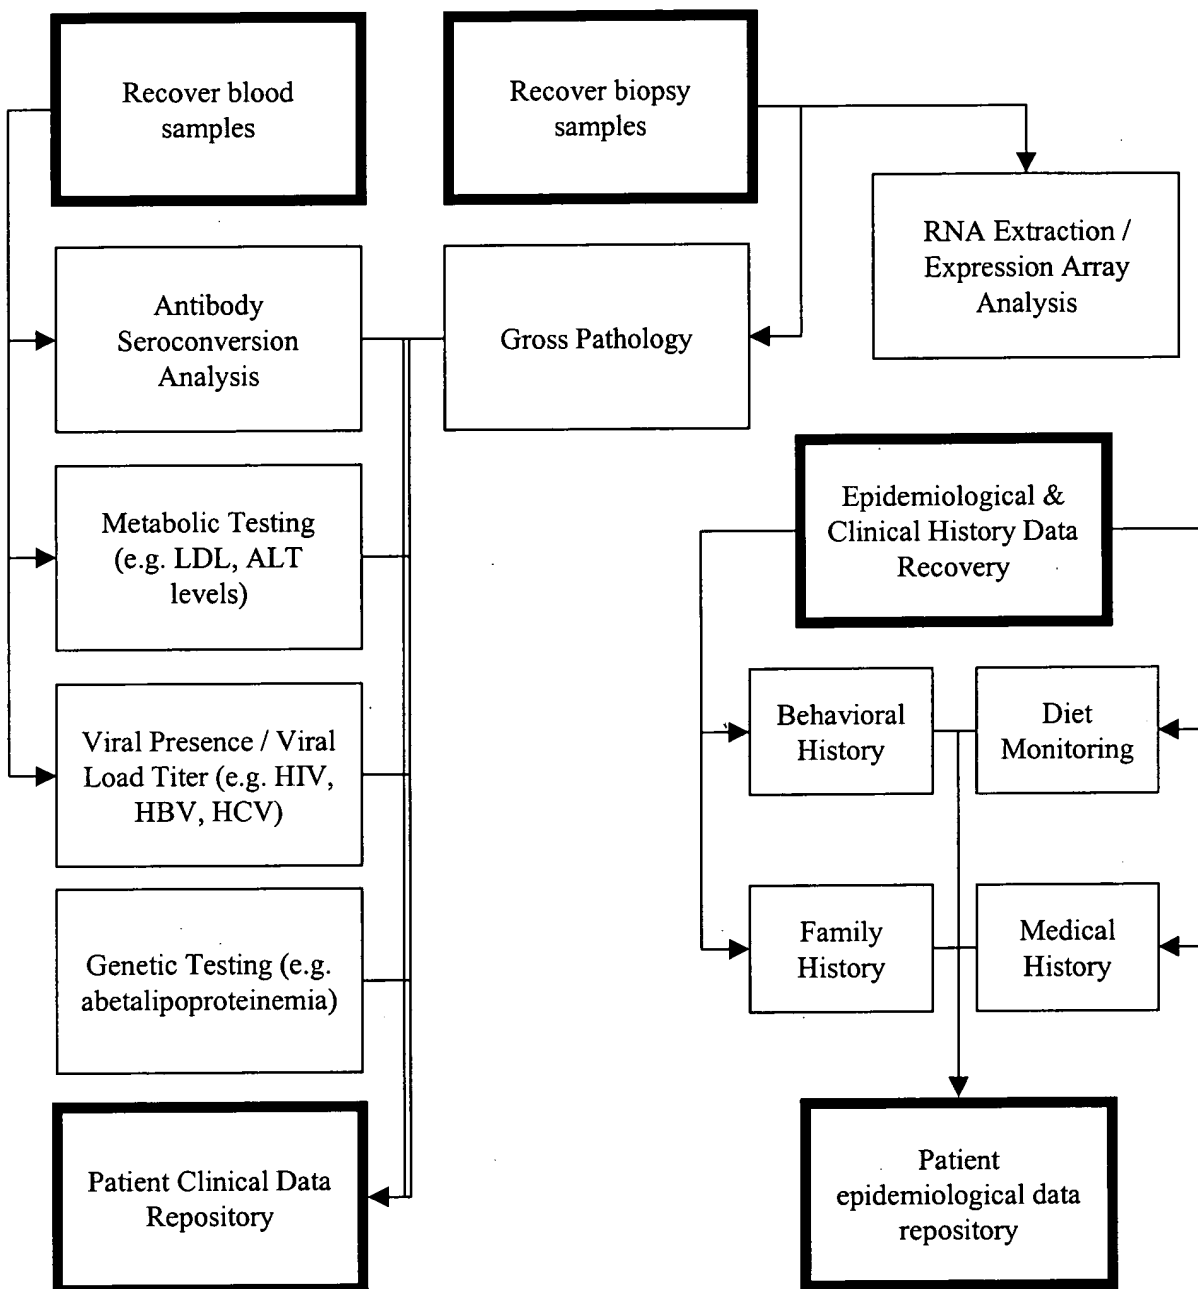 Recover blood
samples
Recover biopsy
samples
RNA Extraction /
Expression Array
Analysis
Antibody
Seroconversion
Analysis
Gross Pathology
Metabolic Testing
(e.g. LDL, ALT
levels)
Epidemiological &
Clinical History Data
Recovery
Viral Presence / Viral
Load Titer (e.g. HIV,
HBV, HCV)
Behavioral
History
Diet
Monitoring
Genetic Testing (e.g.
abetalipoproteinemia)
Family
History
Medical
History
Patient Clinical Data
Repository
Patient
epidemiological data
repository